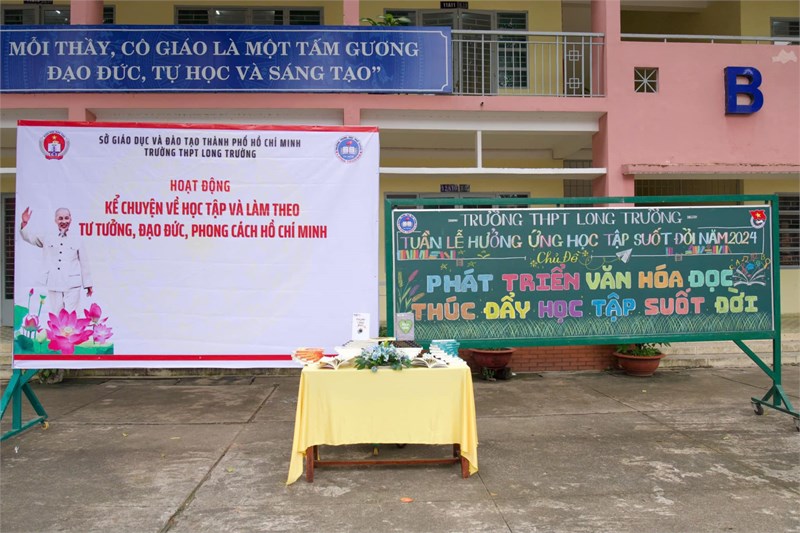 MỖI THẦY, CÔ GIÁO LÀ MỘT TẤM GƯƠNG
ĐẠO ĐỨC, TỰ HỌC VÀ SÁNG TẠO”
B
SỞ GIÁO DỤC VÀ ĐÀO TẠO THÀNH PHỐ HỒ CHÍ MINH
TRƯỜNG THPT LONG TRƯỜNG
HOẠT ĐỘNG
KỂ CHUYỆN VỀ HỌC TẬP VÀ LÀM THEO
TƯ TƯỞNG, ĐẠO ĐỨC, PHONG CÁCH HỒ CHÍ MINH
TRƯỜNG THPT LONG TRƯỜNG
TUẦN LỄ HƯỞNG ỨNG HỌC TẬP SUỐT ĐỜI NĂM 2024
Chủ Đề
PHÁT TRIỂN VĂN HÓA ĐỌC
THÚC ĐẨY HỌC TẬP SUỐT ĐỜI